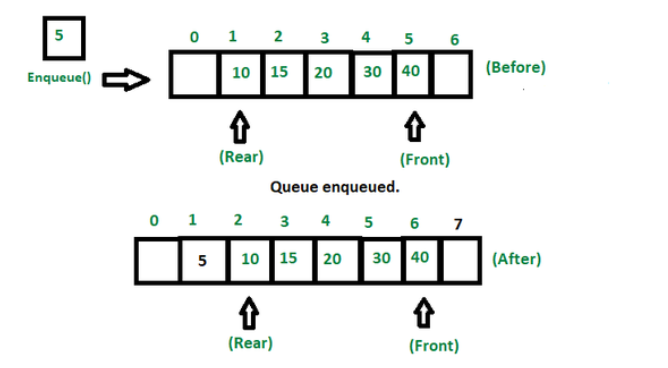 5
Enqueue()
0 1 2 3 4 5 6
10 15 20 30 40
(Before)
(Rear)
(Front)
Queue enqueued.
0 1 2 3 4 5 6 7
5 10 15 20 30 40
(After)
(Rear)
(Front)